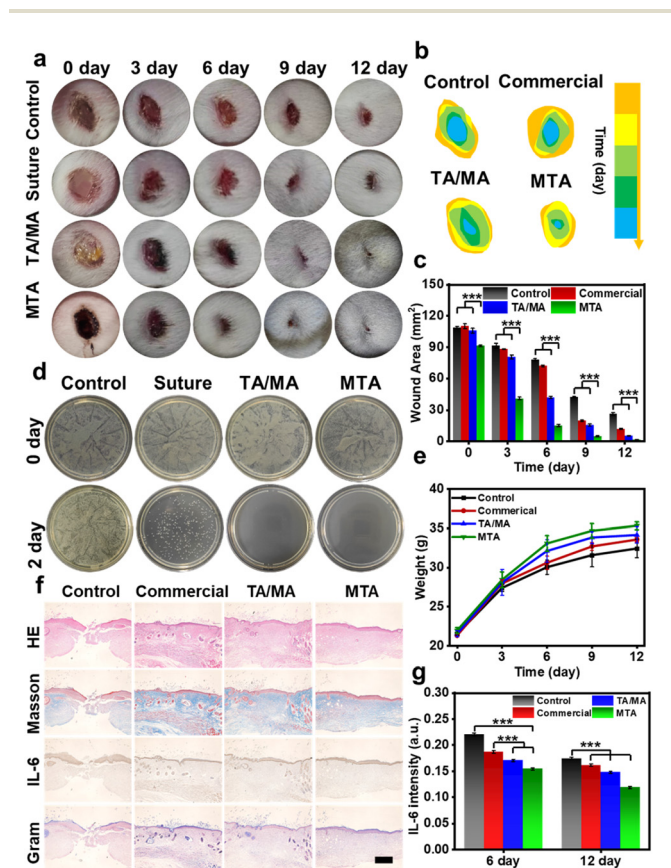 a
0 day 3 day 6 day 9 day 12 day
Control
Suture
TA/MA
MTA
b
Control Commercial
TA/MA MTA
Time (day)
c
Wound Area (mm²)
150
120
90
60
30
0
Control Commercial
TA/MA MTA
*** *** *** *** ***
0 3 6 9 12
Time (day)
d
Control Suture TA/MA MTA
0 day
2 day
e
Weight (g)
40
35
30
25
20
Control
Commerical
TA/MA
MTA
0 3 6 9 12
Time (day)
f
Control Commercial TA/MA MTA
HE
Masson
IL-6
Gram
g
IL-6 intensity (a.u.)
0.30
0.25
0.20
0.15
0.10
0.05
0.00
Control TA/MA
Commercial MTA
***
*** ***
6 day 12 day